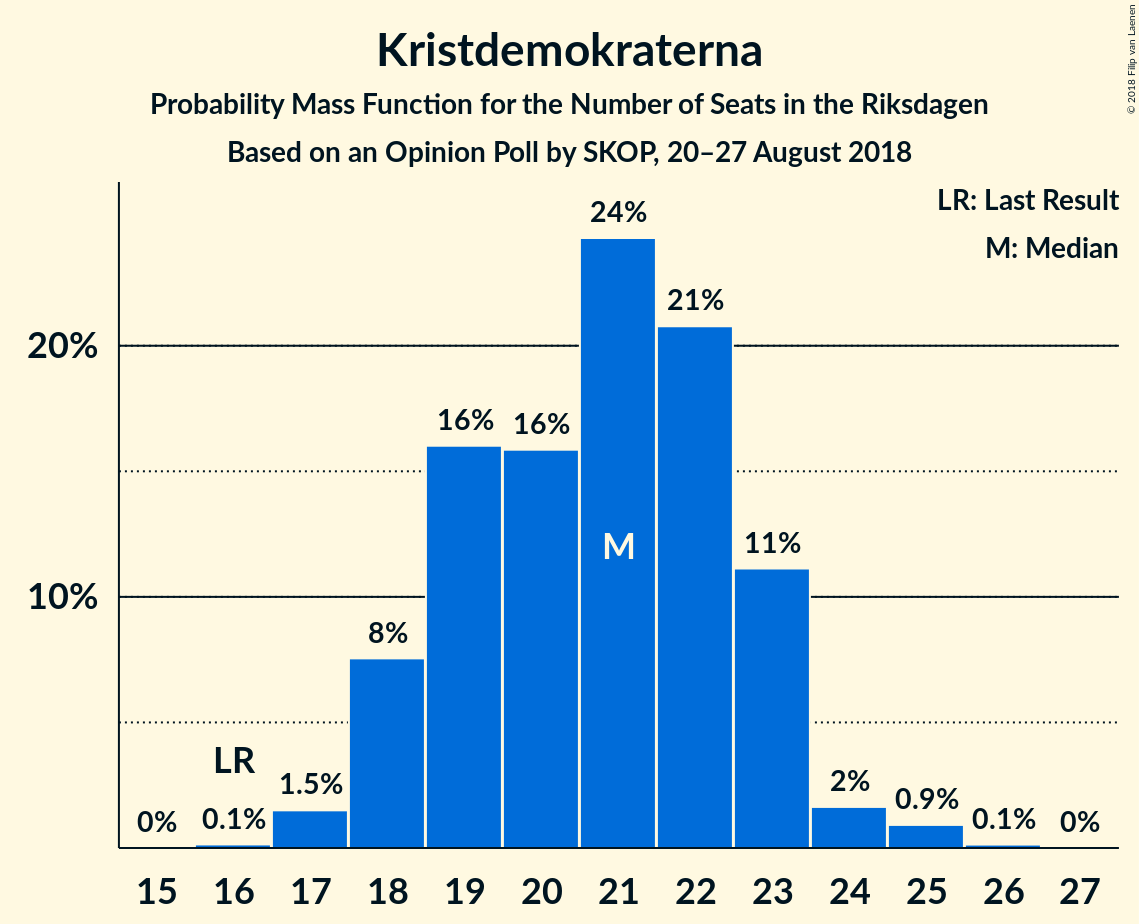 Kristdemokraterna
Probability Mass Function for the Number of Seats in the Riksdagen
Based on an Opinion Poll by SKOP, 20–27 August 2018
© 2018 Filip van Laenen
LR: Last Result
M: Median
24%
21%
20%
16%
16%
M
11%
10%
8%
LR
1.5%
2%
0.9%
0%
0.1%
0.1%
0%
15 16 17 18 19 20 21 22 23 24 25 26 27